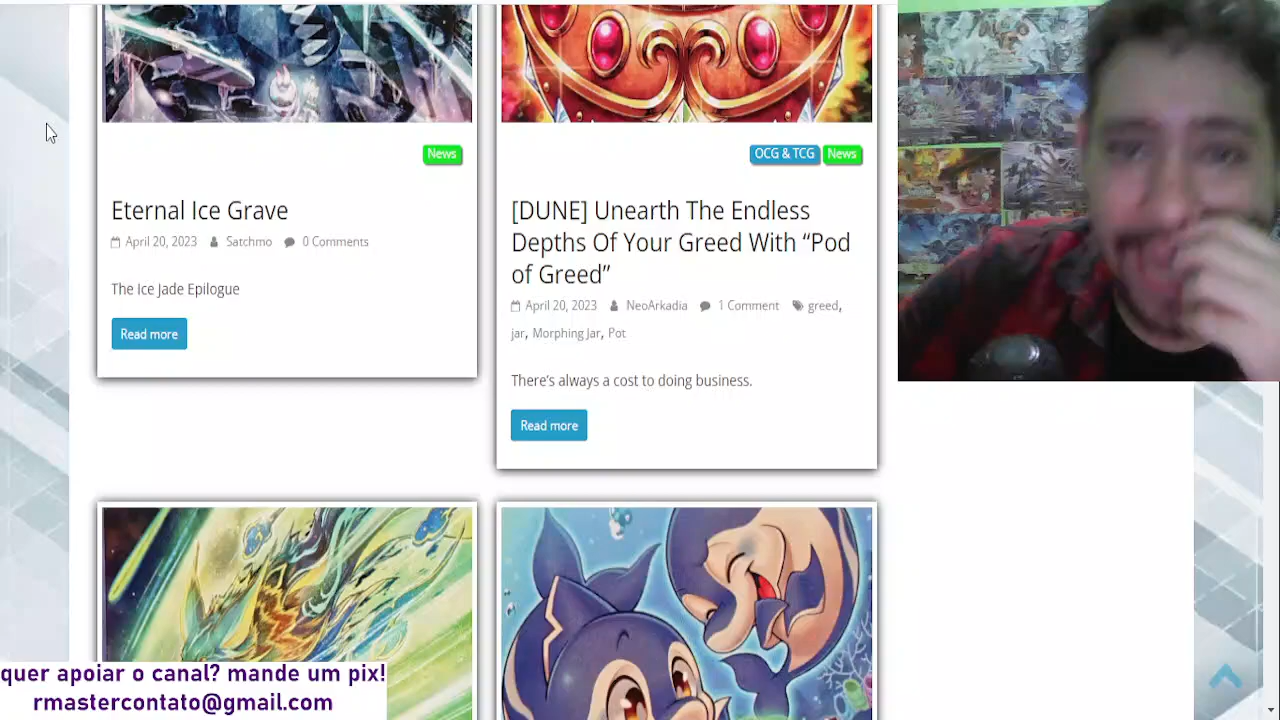 News
Eternal Ice Grave
April 20, 2023 Satchmo 0 Comments
The Ice Jade Epilogue
Read more
OCG & TCG News
[DUNE] Unearth The Endless
Depths Of Your Greed With “Pod
of Greed”
April 20, 2023 NeoArkadia 1 Comment greed,
jar, Morphing Jar, Pot
There’s always a cost to doing business.
Read more
quer apoiar o canal? mande um pix!
rmastercontato@gmail.com